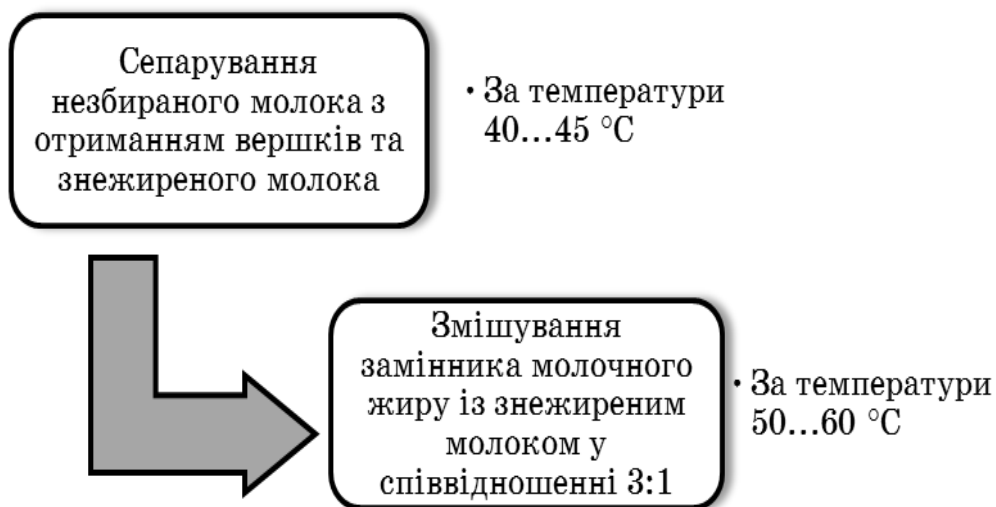 Сепарування
незбираного молока з
отриманням вершків та
знежиреного молока
• За температури
40...45 °C
Змішування
замінника молочного
жиру із знежиреним
молоком у
співвідношенні 3:1
• За температури
50...60 °C